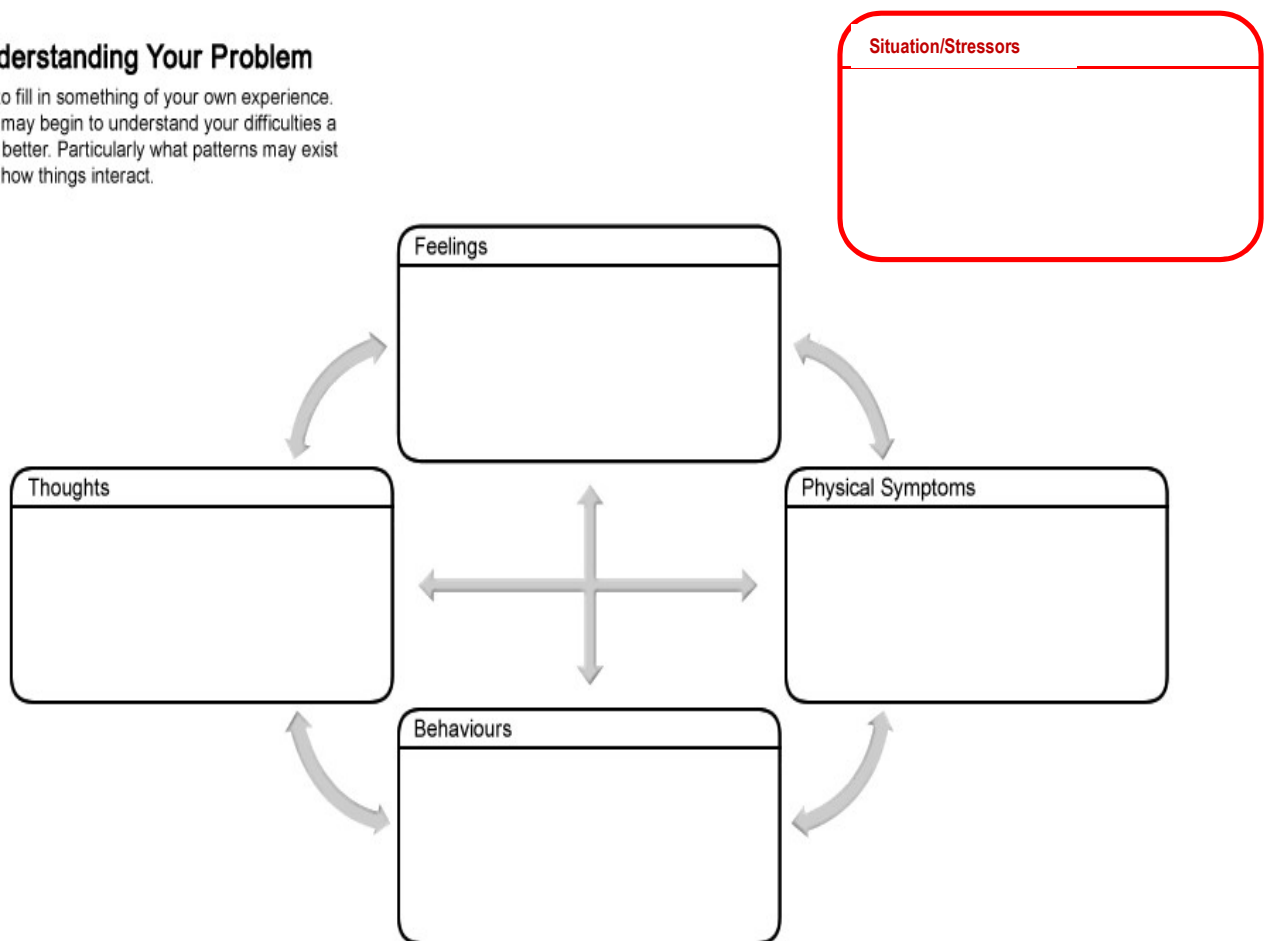 derstanding Your Problem
o fill in something of your own experience.
may begin to understand your difficulties a
better. Particularly what patterns may exist
how things interact.
Situation/Stressors
Feelings
Thoughts
Physical Symptoms
Behaviours